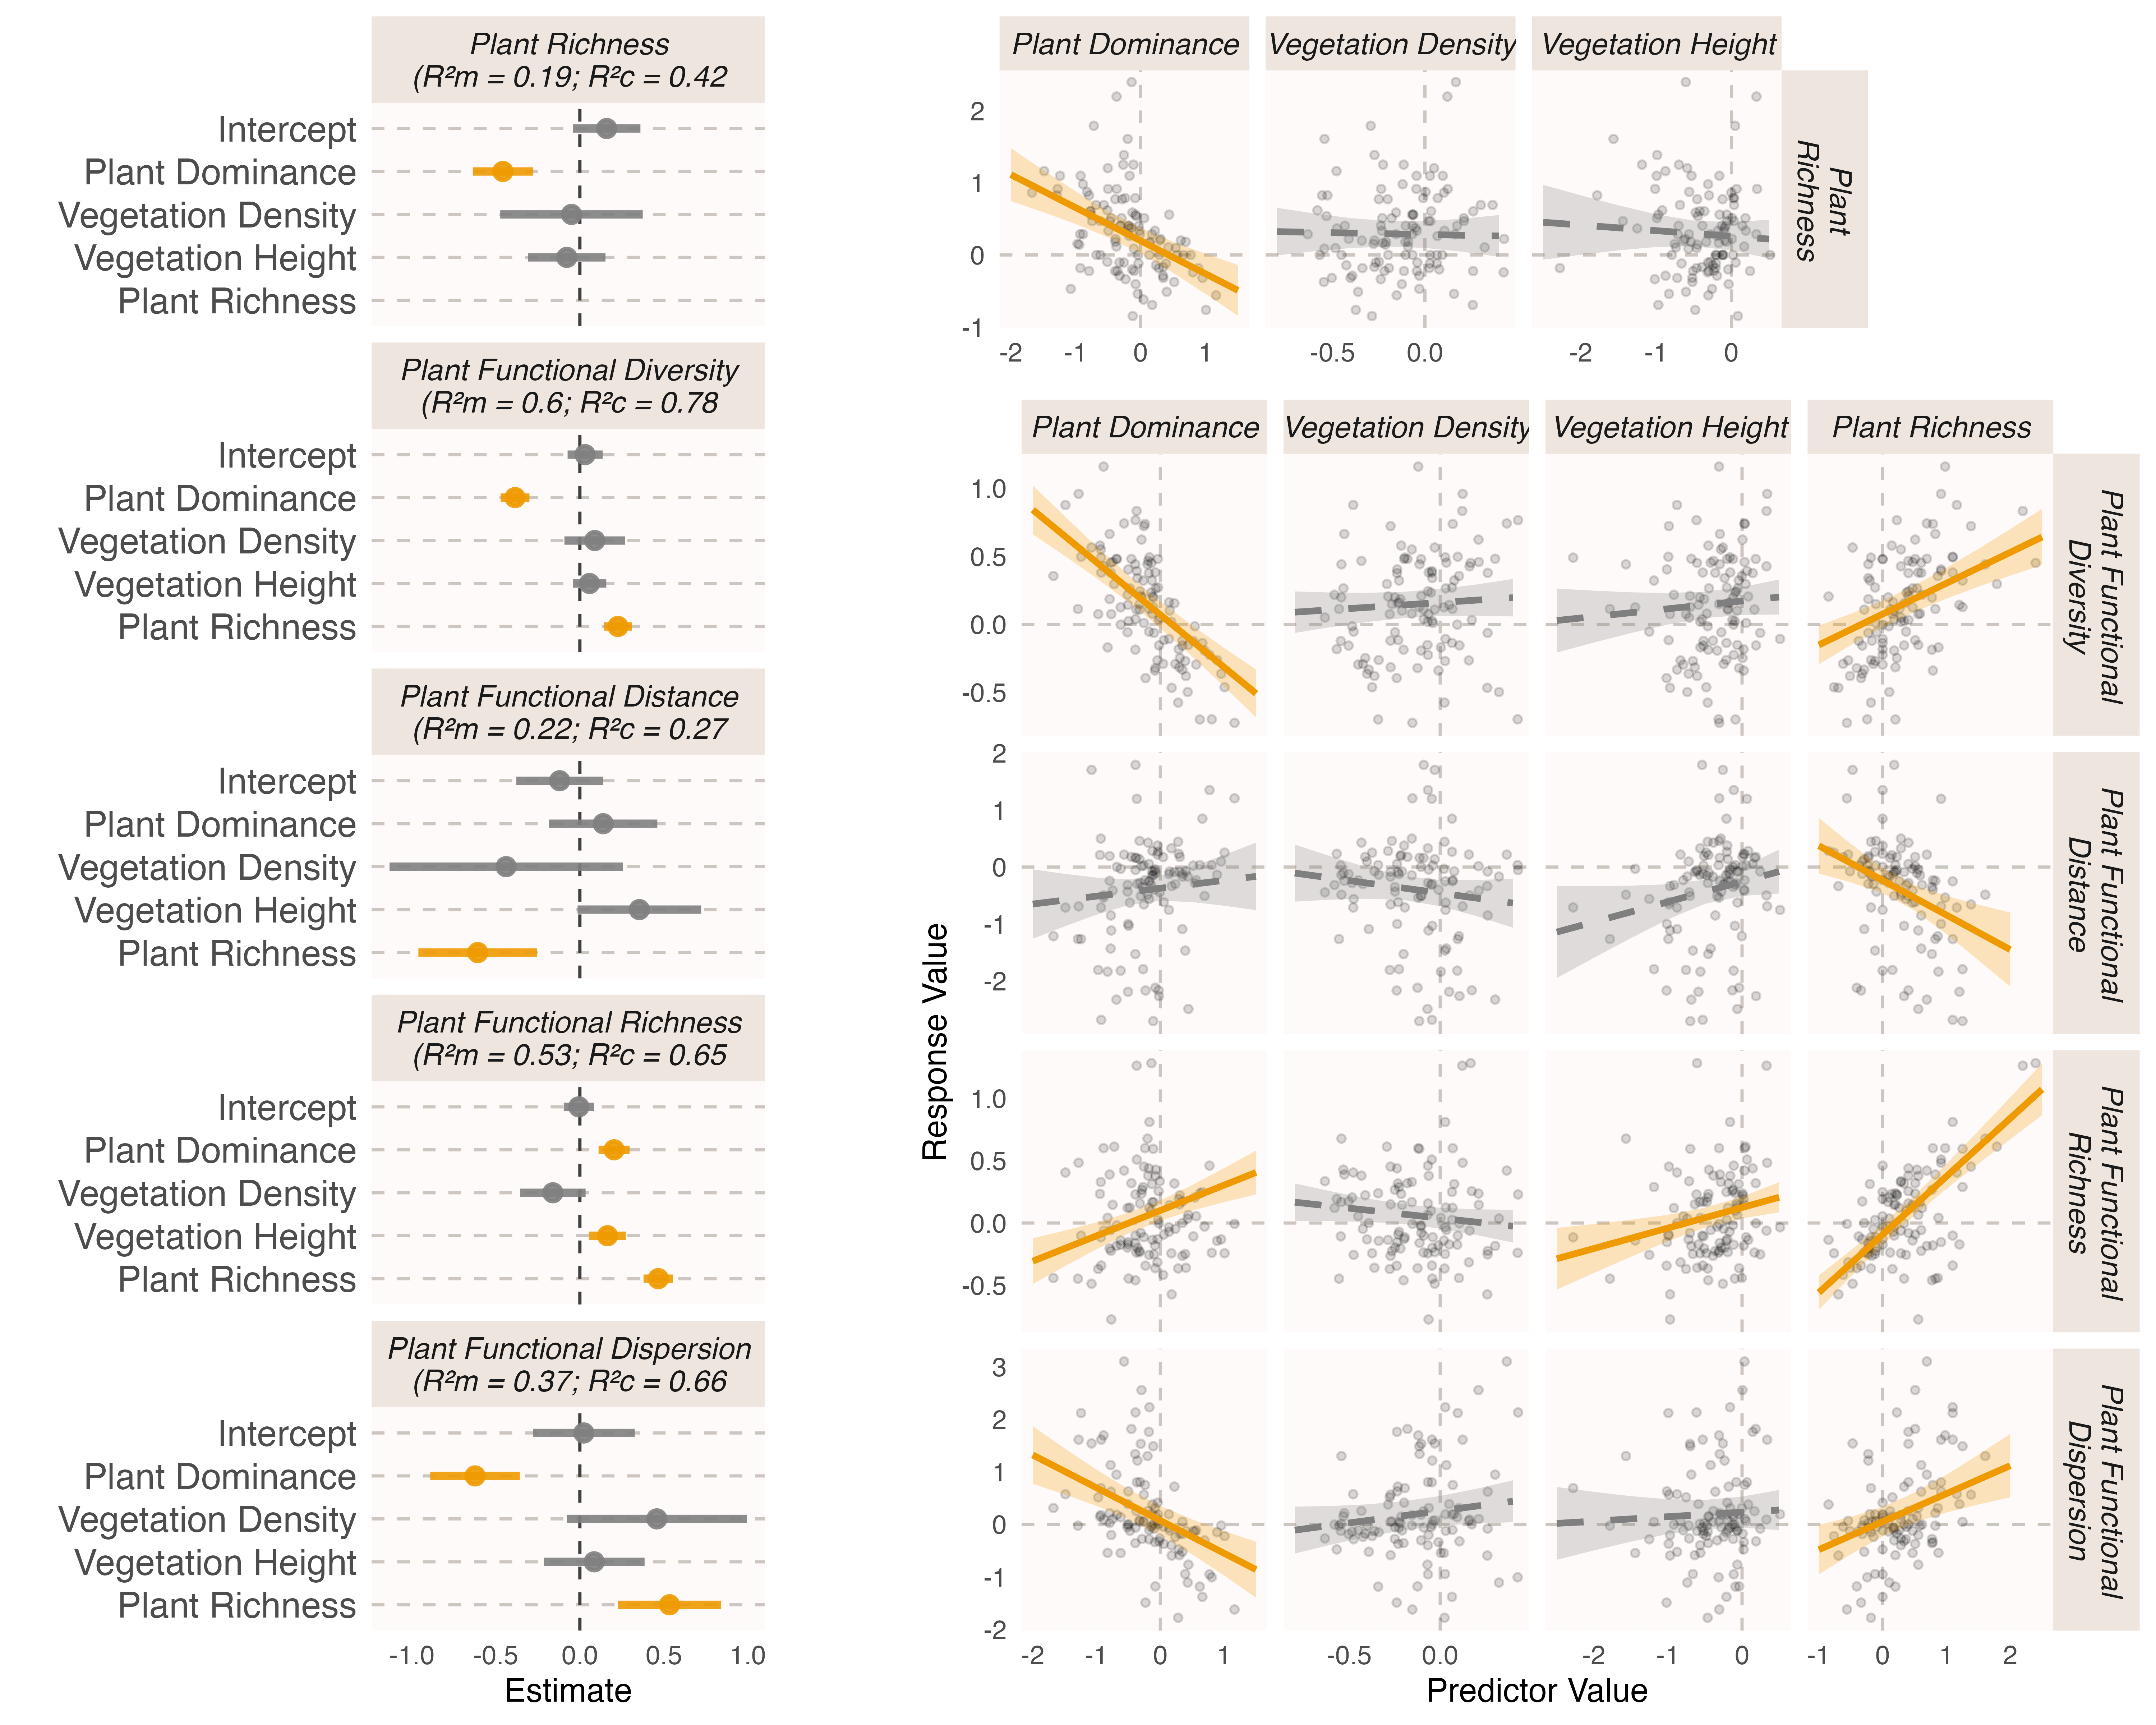 Plant Richness
(R²m = 0.19; R²c = 0.42
Intercept
Plant Dominance
Vegetation Density
Vegetation Height
Plant Richness
Plant Functional Diversity
(R²m = 0.6; R²c = 0.78
Intercept
Plant Dominance
Vegetation Density
Vegetation Height
Plant Richness
Plant Functional Distance
(R²m = 0.22; R²c = 0.27
Intercept
Plant Dominance
Vegetation Density
Vegetation Height
Plant Richness
Plant Functional Richness
(R²m = 0.53; R²c = 0.65
Intercept
Plant Dominance
Vegetation Density
Vegetation Height
Plant Richness
Plant Functional Dispersion
(R²m = 0.37; R²c = 0.66
Intercept
Plant Dominance
Vegetation Density
Vegetation Height
Plant Richness
-1.0 -0.5 0.0 0.5 1.0
Estimate
Plant Dominance Vegetation Density Vegetation Height
2
1
0
-1
Plant
Richness
-2 -1 0 1 -0.5 0.0 -2 -1 0
Plant Dominance Vegetation Density Vegetation Height Plant Richness
1.0
0.5
0.0
-0.5
Plant Functional
Diversity
2
1
0
-1
-2
Plant Functional
Distance
Response Value
1.0
0.5
0.0
-0.5
Plant Functional
Richness
3
2
1
0
-1
-2
Plant Functional
Dispersion
-2 -1 0 1 -0.5 0.0 -2 -1 0 -1 0 1 2
Predictor Value